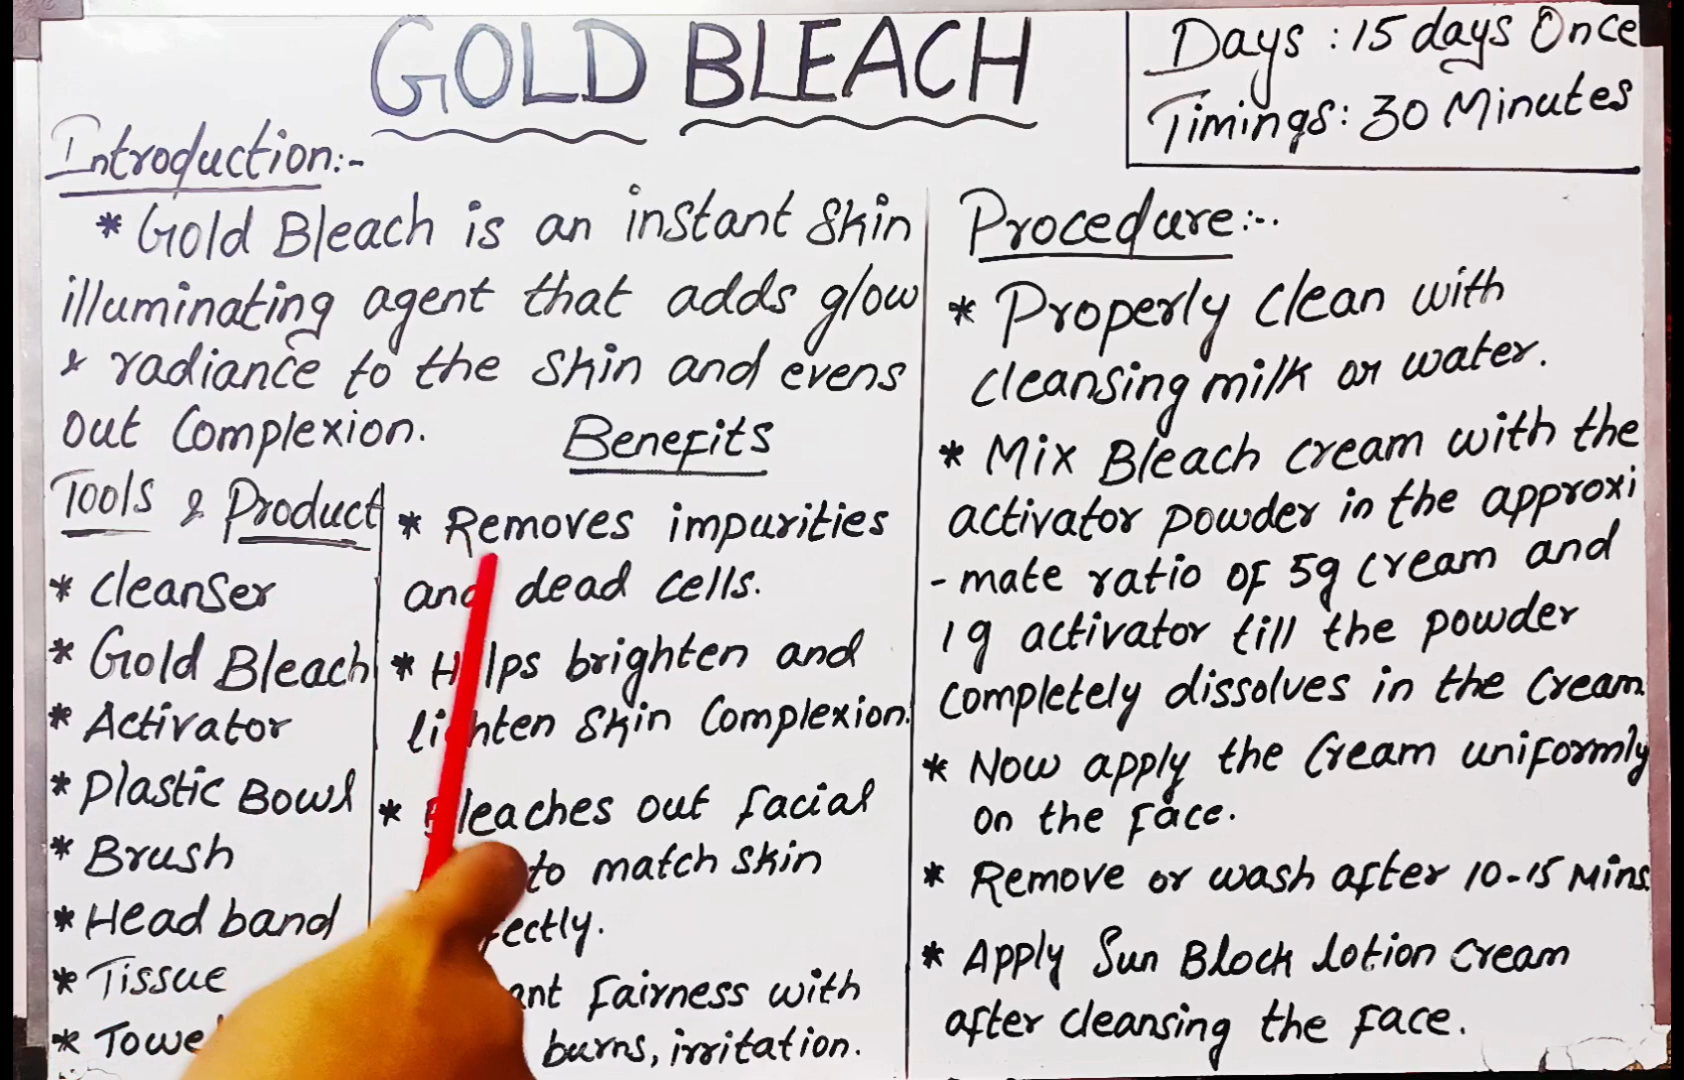 GOLD BLEACH
Days : 15 days Once
Timings : 30 Minutes
Introduction:-
* Gold Bleach is an instant skin
illuminating agent that adds glow
& radiance to the skin and evens
out Complexion.
Tools & Product
* Cleanser
* Gold Bleach
* Activator
* Plastic Bowl
* Brush
* Head band
* Tissue
Benefits
* Removes impurities
and dead cells.
* Helps brighten and
lighten skin Complexion.
* Bleaches out facial
to match skin
fairness with
burns, irritation.
Procedure:-.
* Properly clean with
cleansing milk or water.
* Mix Bleach cream with the
activator powder in the approxi
-mate ratio of 5g cream and
1g activator till the powder
completely dissolves in the cream
* Now apply the cream uniformly
on the face.
* Remove or wash after 10-15 Mins.
* Apply Sun Block lotion cream
after cleansing the face.